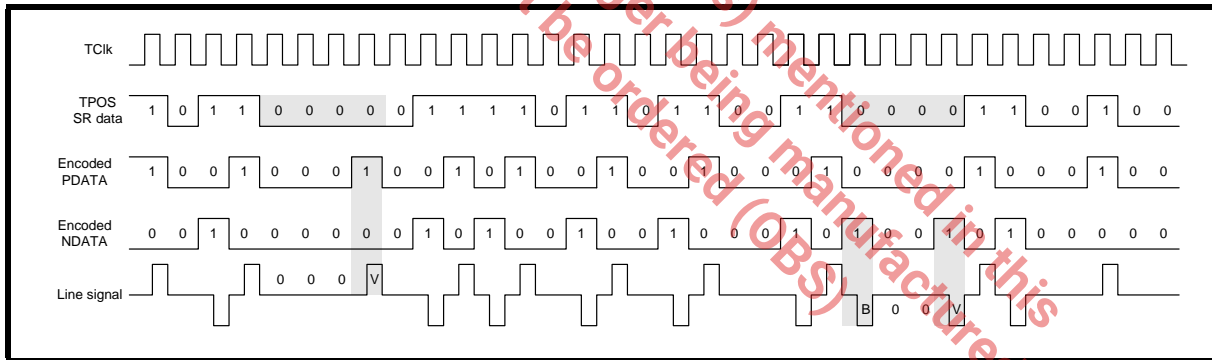 TClk
TPOS
SR data
1 0 1 1 0 0 0 0 0 1 1 1 1 0 1 1 0 1 1 0 0 1 1 0 0 0 0 1 1 0 0 1 0 0
Encoded
PDATA
1 0 0 1 0 0 0 1 0 0 1 0 1 0 0 1 0 0 1 0 0 0 1 0 0 0 0 1 0 0 0 1 0 0
Encoded
NDATA
0 0 1 0 0 0 0 0 0 1 0 1 0 0 1 0 0 1 0 0 0 1 0 1 0 0 1 0 1 0 0 0 0 0
Line signal
0 0 0 V
B 0 0 V
mentioned in this
being
be ordered (OBS)